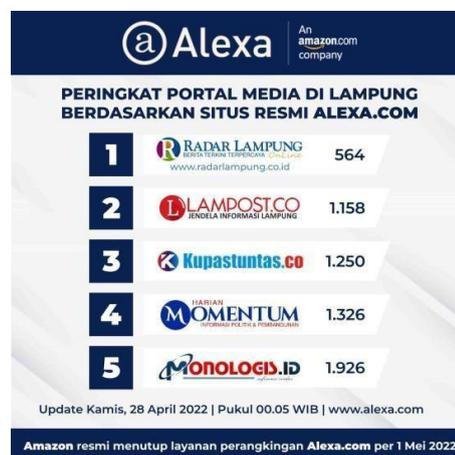 a Alexa
An
amazon.com
company
PERINGKAT PORTAL MEDIA DI LAMPUNG
BERDASARKAN SITUS RESMI ALEXA.COM
1 RADAR LAMPUNG 564
BERITA TERKINI TERPERCAYA OnLine
www.radarlampung.co.id
2 L LAMPOST.CO 1.158
JENDELA INFORMASI LAMPUNG
3 K Kupastuntas.co 1.250
HARIAN
4 MOMENTUM 1.326
INFORMASI POLITIK & PEMBANGUNAN
5 MONOLOGIS.ID 1.926
Update Kamis, 28 April 2022 | Pukul 00.05 WIB | www.alexa.com
Amazon resmi menutup layanan perangkingan Alexa.com per 1 Mei 2022